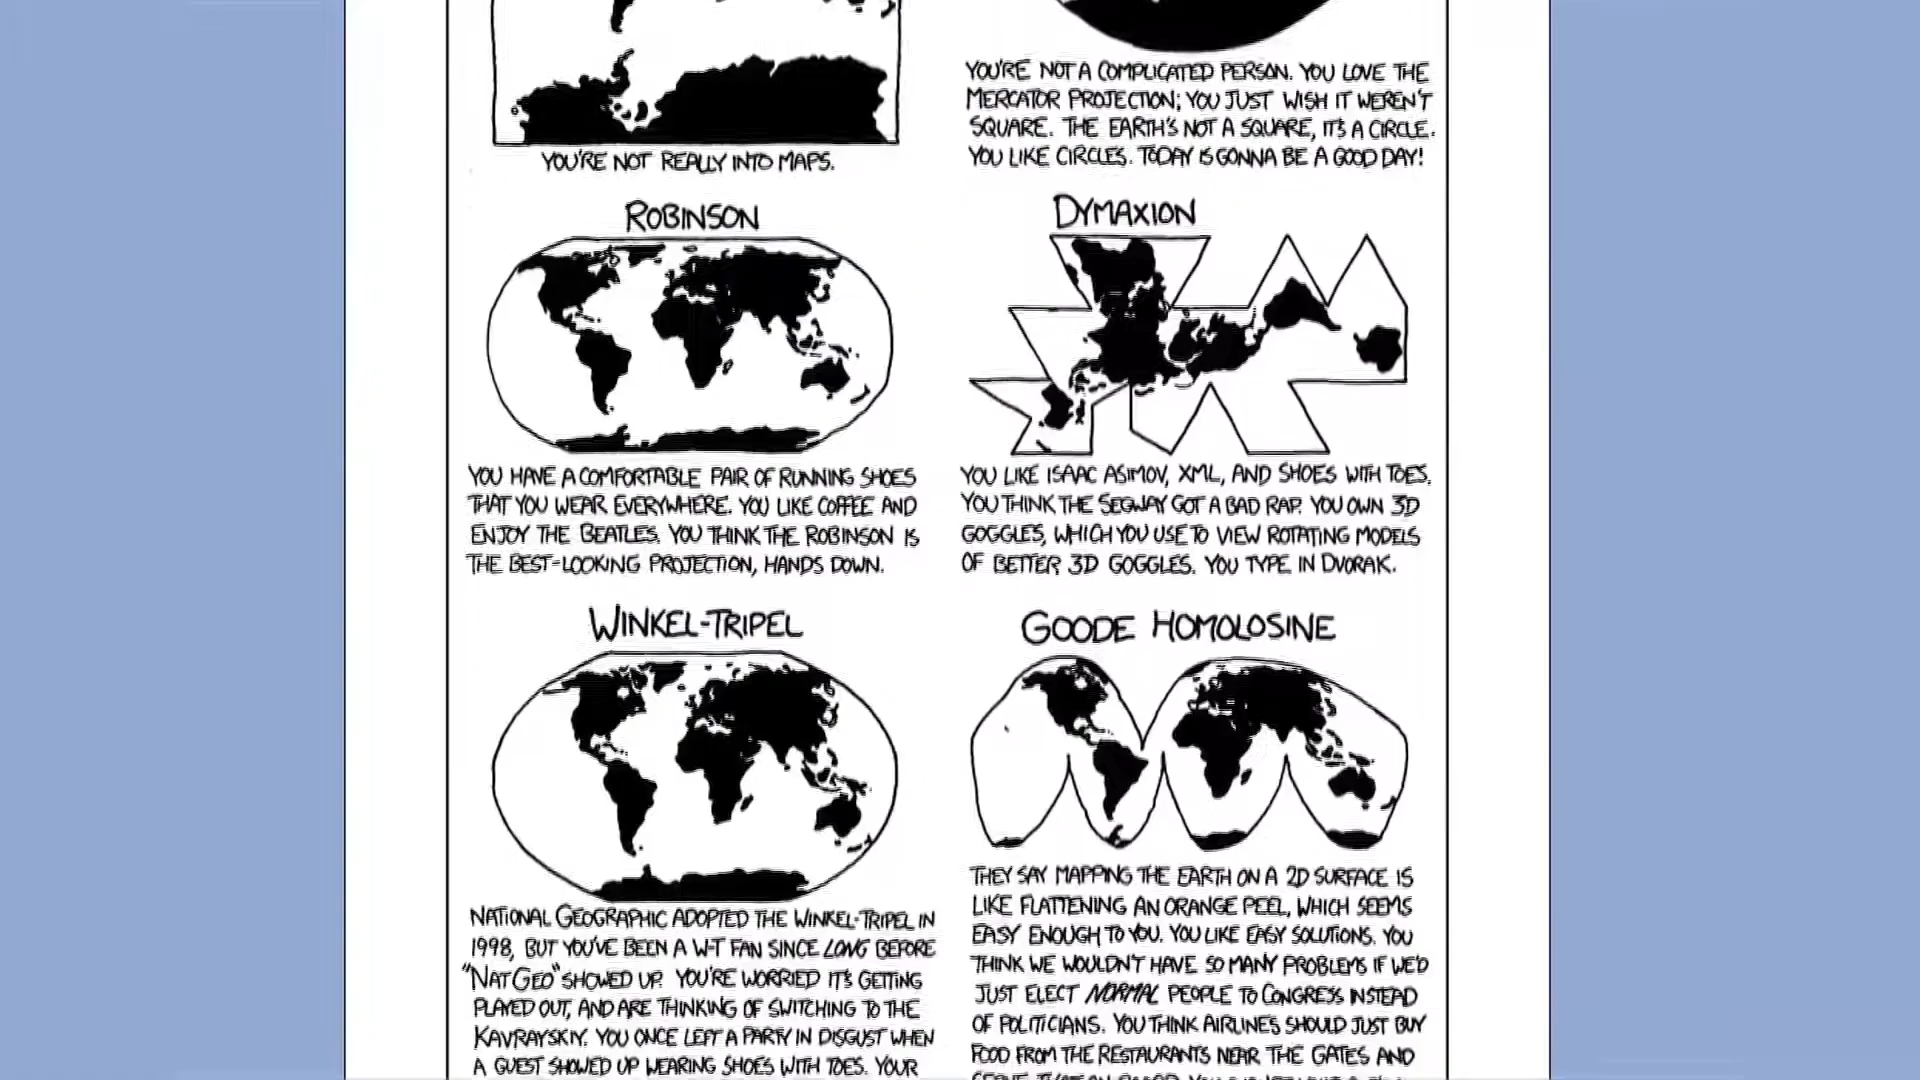 YOU'RE NOT REALLY INTO MAPS.
YOU'RE NOT A COMPLICATED PERSON. YOU LOVE THE
MERCATOR PROJECTION; YOU JUST WISH IT WEREN'T
SQUARE. THE EARTH'S NOT A SQUARE, IT'S A CIRCLE.
YOU LIKE CIRCLES. TODAY IS GONNA BE A GOOD DAY!
ROBINSON
YOU HAVE A COMFORTABLE PAIR OF RUNNING SHOES
THAT YOU WEAR EVERYWHERE. YOU LIKE COFFEE AND
ENJOY THE BEATLES. YOU THINK THE ROBINSON IS
THE BEST-LOOKING PROJECTION, HANDS DOWN.
DYMAXION
YOU LIKE ISAAC ASIMOV, XML, AND SHOES WITH TOES.
YOU THINK THE SEGWAY GOT A BAD RAP. YOU OWN 3D
GOGGLES, WHICH YOU USE TO VIEW ROTATING MODELS
OF BETTER 3D GOGGLES. YOU TYPE IN DVORAK.
WINKEL-TRIPEL
NATIONAL GEOGRAPHIC ADOPTED THE WINKEL-TRIPEL IN
1998, BUT YOU'VE BEEN A W-T FAN SINCE LONG BEFORE
"NAT GEO" SHOWED UP. YOU'RE WORRIED IT'S GETTING
PLAYED OUT, AND ARE THINKING OF SWITCHING TO THE
KAVRAYSKIY. YOU ONCE LEFT A PARTY IN DISGUST WHEN
A GUEST SHOWED UP WEARING SHOES WITH TOES. YOUR
GOODE HOMOLOSINE
THEY SAY MAPPING THE EARTH ON A 2D SURFACE IS
LIKE FLATTENING AN ORANGE PEEL, WHICH SEEMS
EASY ENOUGH TO YOU. YOU LIKE EASY SOLUTIONS. YOU
THINK WE WOULDN'T HAVE SO MANY PROBLEMS IF WE'D
JUST ELECT NORMAL PEOPLE TO CONGRESS INSTEAD
OF POLITICIANS. YOU THINK AIRLINES SHOULD JUST BUY
FOOD FROM THE RESTAURANTS NEAR THE GATES AND